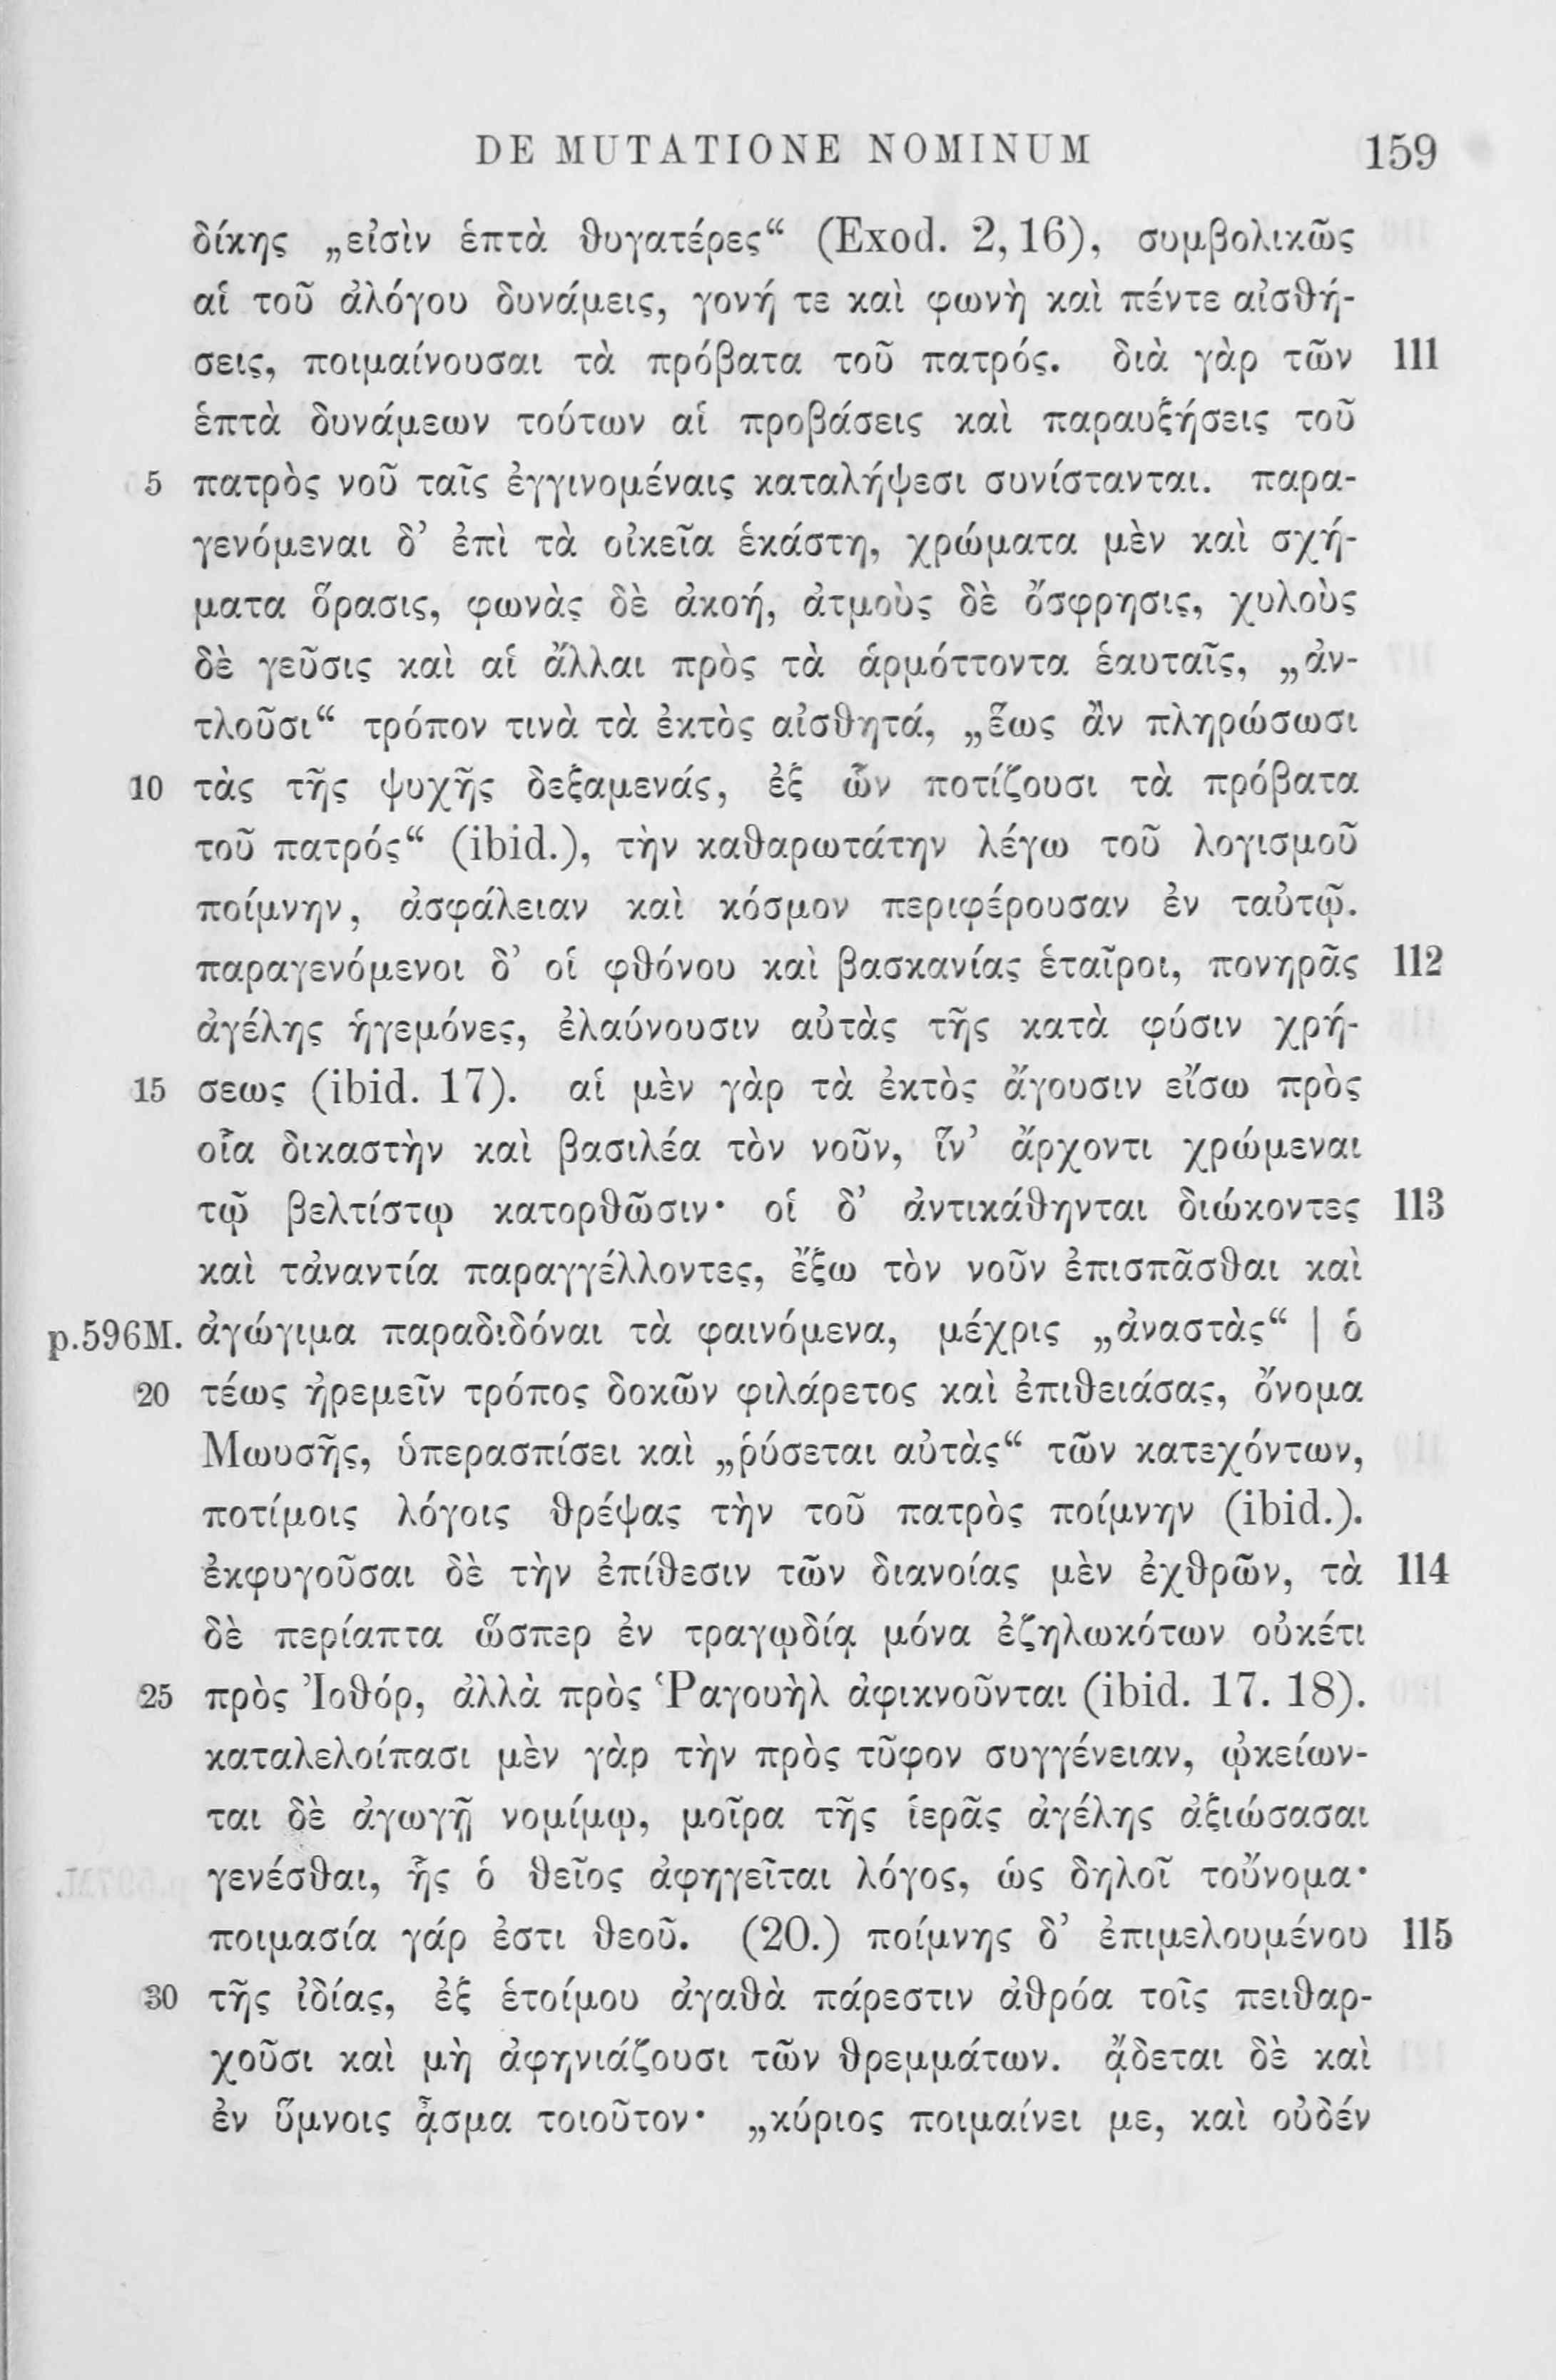 DE MUTATIONE NOMINUM 159
δίκης „εἰσὶν ἑπτὰ θυγατέρες“ (Exod. 2, 16), συμβολικῶς
αἱ τοῦ ἀλόγου δυνάμεις, γονή τε καὶ φωνὴ καὶ πέντε αἰσθή-
σεις, ποιμαίνουσαι τὰ πρόβατα τοῦ πατρός. διὰ γὰρ τῶν 111
ἑπτὰ δυνάμεων τούτων αἱ προβάσεις καὶ παραυξήσεις τοῦ
5 πατρὸς νοῦ ταῖς ἐγγινομέναις καταλήψεσι συνίστανται. παρα-
γενόμεναι δ’ ἐπὶ τὰ οἰκεῖα ἑκάστη, χρώματα μὲν καὶ σχή-
ματα ὅρασις, φωνὰς δὲ ἀκοή, ἀτμοὺς δὲ ὄσφρησις, χυλοὺς
δὲ γεῦσις καὶ αἱ ἄλλαι πρὸς τὰ ἁρμόττοντα ἑαυταῖς, „ἀν-
τλοῦσι“ τρόπον τινὰ τὰ ἐκτὸς αἰσθητά, „ἕως ἂν πληρώσωσι
10 τὰς τῆς ψυχῆς δεξαμενάς, ἐξ ὧν ποτίζουσι τὰ πρόβατα
τοῦ πατρός“ (ibid.), τὴν καθαρωτάτην λέγω τοῦ λογισμοῦ
ποίμνην, ἀσφάλειαν καὶ κόσμον περιφέρουσαν ἐν ταὐτῷ.
παραγενόμενοι δ’ οἱ φθόνου καὶ βασκανίας ἑταῖροι, πονηρᾶς 112
ἀγέλης ἡγεμόνες, ἐλαύνουσιν αὐτὰς τῆς κατὰ φύσιν χρή-
15 σεως (ibid. 17). αἱ μὲν γὰρ τὰ ἐκτὸς ἄγουσιν εἴσω πρὸς
οἷα δικαστὴν καὶ βασιλέα τὸν νοῦν, ἵν’ ἄρχοντι χρώμεναι
τῷ βελτίστῳ κατορθῶσιν· οἱ δ’ ἀντικάθηνται διώκοντες 113
καὶ τἀναντία παραγγέλλοντες, ἔξω τὸν νοῦν ἐπισπᾶσθαι καὶ
p.596M. ἀγώγιμα παραδιδόναι τὰ φαινόμενα, μέχρις „ἀναστὰς“ | ὁ
20 τέως ἠρεμεῖν τρόπος δοκῶν φιλάρετος καὶ ἐπιθειάσας, ὄνομα
Μωυσῆς, ὑπερασπίσει καὶ „ῥύσεται αὐτὰς“ τῶν κατεχόντων,
ποτίμοις λόγοις θρέψας τὴν τοῦ πατρὸς ποίμνην (ibid.).
ἐκφυγοῦσαι δὲ τὴν ἐπίθεσιν τῶν διανοίας μὲν ἐχθρῶν, τὰ 114
δὲ περίαπτα ὥσπερ ἐν τραγῳδίᾳ μόνα ἐζηλωκότων οὐκέτι
25 πρὸς Ἰοθόρ, ἀλλὰ πρὸς Ῥαγουὴλ ἀφικνοῦνται (ibid. 17. 18).
καταλελοίπασι μὲν γὰρ τὴν πρὸς τῦφον συγγένειαν, ᾠκείων-
ται δὲ ἀγωγῇ νομίμῳ, μοῖρα τῆς ἱερᾶς ἀγέλης ἀξιώσασαι
γενέσθαι, ἧς ὁ θεῖος ἀφηγεῖται λόγος, ὡς δηλοῖ τοὔνομα·
ποιμασία γάρ ἐστι θεοῦ. (20.) ποίμνης δ’ ἐπιμελουμένου 115
30 τῆς ἰδίας, ἐξ ἑτοίμου ἀγαθὰ πάρεστιν ἀθρόα τοῖς πειθαρ-
χοῦσι καὶ μὴ ἀφηνιάζουσι τῶν θρεμμάτων. ᾄδεται δὲ καὶ
ἐν ὕμνοις ᾆσμα τοιοῦτον· „κύριος ποιμαίνει με, καὶ οὐδέν